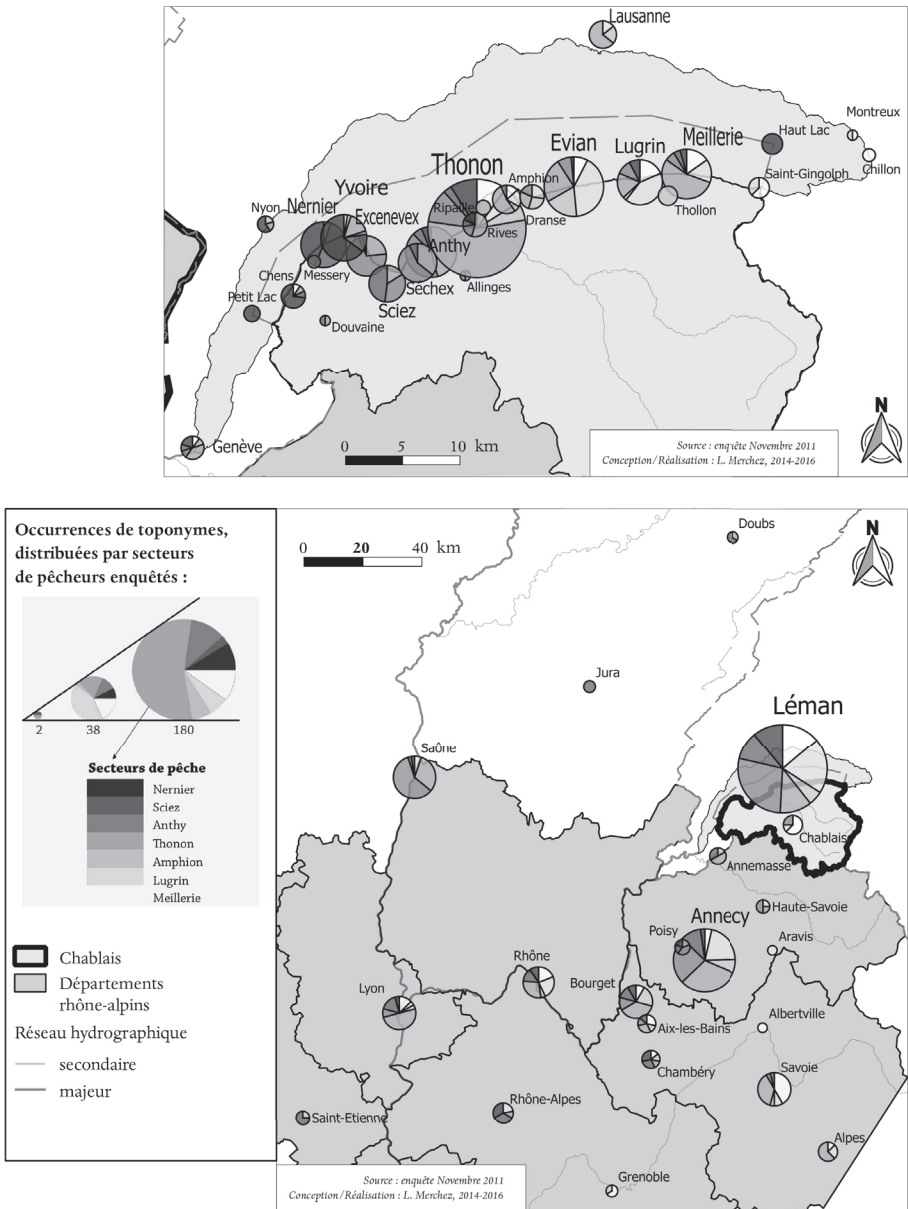 Lausanne
Montreux
Haut Lac
Chillon
Meillerie
Lugrin
Evian
Saint-Gingolph
Thollon
Thonon
Amphion
Ripaille
Dranse
Rives
Yvoire
Nernier
Excenevex
Nyon
Anthy
Chens
Messery
Sechex
Allinges
Petit Lac
Sciez
Douvaine
Genève
0 5 10 km
N
Source : enquête Novembre 2011
Conception/Réalisation : L. Merchez, 2014-2016
Occurrences de toponymes,
distribuées par secteurs
de pêcheurs enquêtés :
2 38 180
Secteurs de pêche
Nernier
Sciez
Anthy
Thonon
Amphion
Lugrin
Meillerie
Chablais
Départements
rhône-alpins
Réseau hydrographique
secondaire
majeur
0 20 40 km
N
Doubs
Jura
Léman
Saône
Chablais
Annemasse
Haute-Savoie
Annecy
Poisy
Aravis
Rhône
Bourget
Lyon
Albertville
Aix-les-Bains
Chambéry
Savoie
Rhône-Alpes
Saint-Etienne
Alpes
Grenoble
Source : enquête Novembre 2011
Conception/Réalisation : L. Merchez, 2014-2016